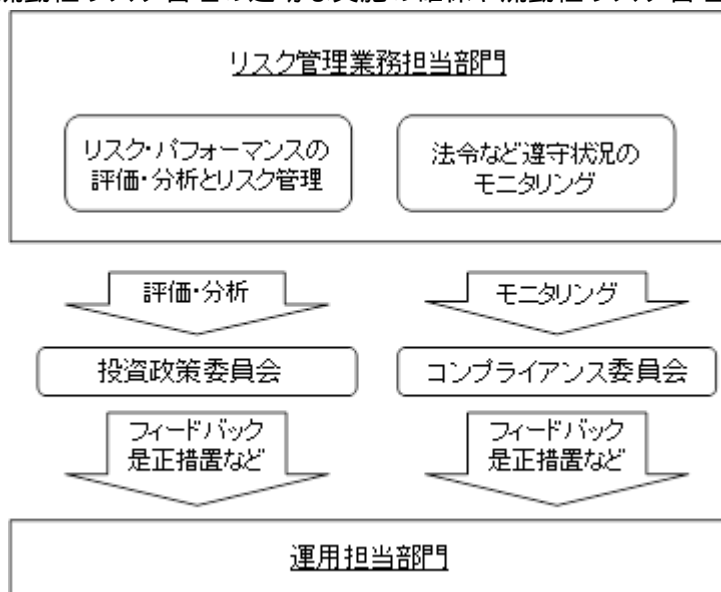 流動性リスク管理の適切な実施の確保、流動性リスク管理
リスク管理業務担当部門
リスク・パフォーマンスの
評価・分析とリスク管理
法令など遵守状況の
モニタリング
評価・分析
モニタリング
投資政策委員会
コンプライアンス委員会
フィードバック
是正措置など
フィードバック
是正措置など
運用担当部門